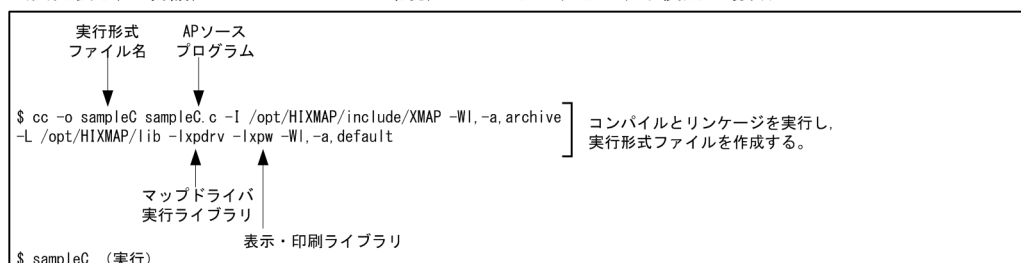 実行形式
ファイル名
APソース
プログラム
$ cc -o sampleC sampleC.c -I /opt/HIXMAP/include/XMAP -Wl,-a,archive
-L /opt/HIXMAP/lib -lxpdrv -lxpw -Wl,-a,default
コンパイルとリンケージを実行し,
実行形式ファイルを作成する。
マップドライバ
実行ライブラリ
表示・印刷ライブラリ
$ sampleC （実行）